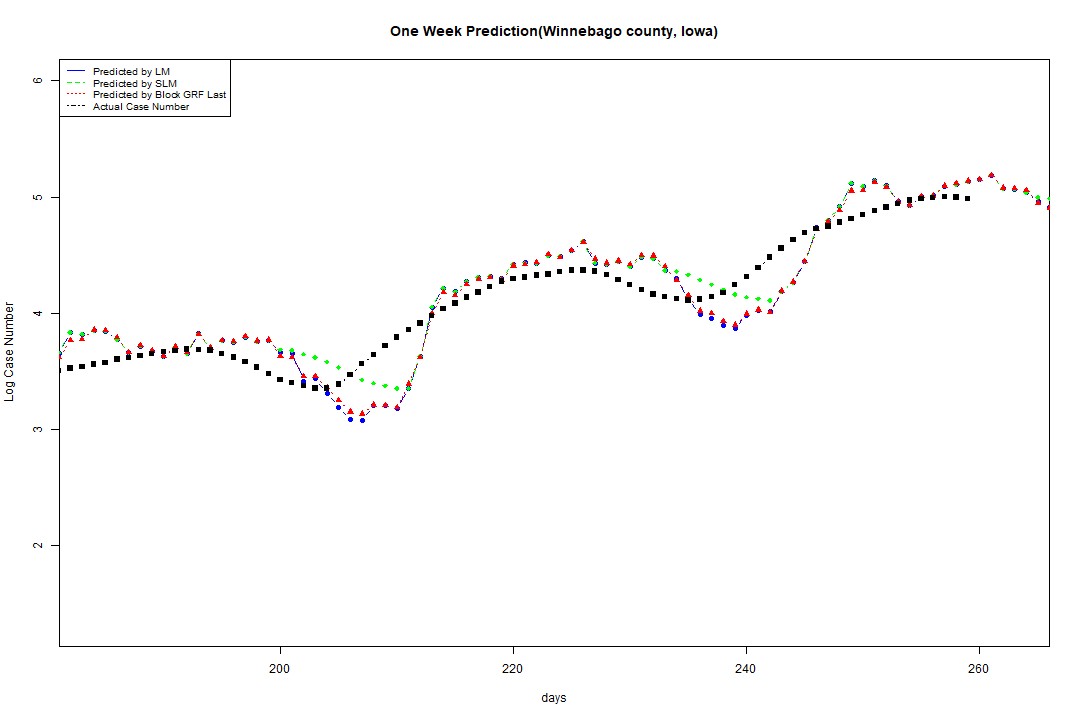 One Week Prediction(Winnebago county, Iowa)
Predicted by LM
Predicted by SLM
Predicted by Block GRF Last
Actual Case Number
6
5
4
3
2
Log Case Number
200 220 240 260
days